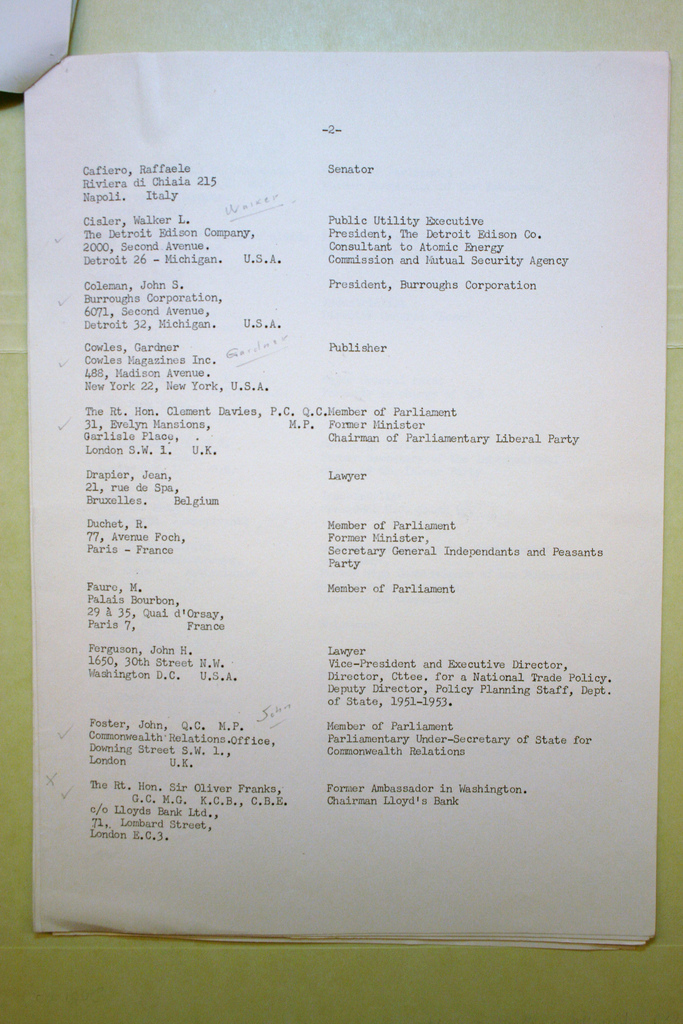 -2-
Cafiero, Raffaele Senator
Riviera di Chiaia 215
Napoli. Italy
Walker
Cisler, Walker L. Public Utility Executive
The Detroit Edison Company, President, The Detroit Edison Co.
2000, Second Avenue. Consultant to Atomic Energy
Detroit 26 - Michigan. U.S.A. Commission and Mutual Security Agency
Coleman, John S. President, Burroughs Corporation
Burroughs Corporation,
6071, Second Avenue,
Detroit 32, Michigan. U.S.A.
Cowles, Gardner Gardner Publisher
Cowles Magazines Inc.
488, Madison Avenue.
New York 22, New York, U.S.A.
The Rt. Hon. Clement Davies, P.C. Q.C. Member of Parliament
31, Evelyn Mansions, M.P. Former Minister
Garlisle Place, . Chairman of Parliamentary Liberal Party
London S.W. 1. U.K.
Drapier, Jean, Lawyer
21, rue de Spa,
Bruxelles. Belgium
Duchet, R. Member of Parliament
77, Avenue Foch, Former Minister,
Paris - France Secretary General Independants and Peasants
Party
Faure, M. Member of Parliament
Palais Bourbon,
29 à 35, Quai d'Orsay,
Paris 7, France
Ferguson, John H. Lawyer
1650, 30th Street N.W. Vice-President and Executive Director,
Washington D.C. U.S.A. Director, Cttee. for a National Trade Policy.
Deputy Director, Policy Planning Staff, Dept.
of State, 1951-1953.
John
Foster, John, Q.C. M.P. Member of Parliament
Commonwealth Relations.Office, Parliamentary Under-Secretary of State for
Downing Street S.W. 1., Commonwealth Relations
London U.K.
The Rt. Hon. Sir Oliver Franks, Former Ambassador in Washington.
G.C. M.G. K.C.B., C.B.E. Chairman Lloyd's Bank
c/o Lloyds Bank Ltd.,
71, Lombard Street,
London E.C.3.